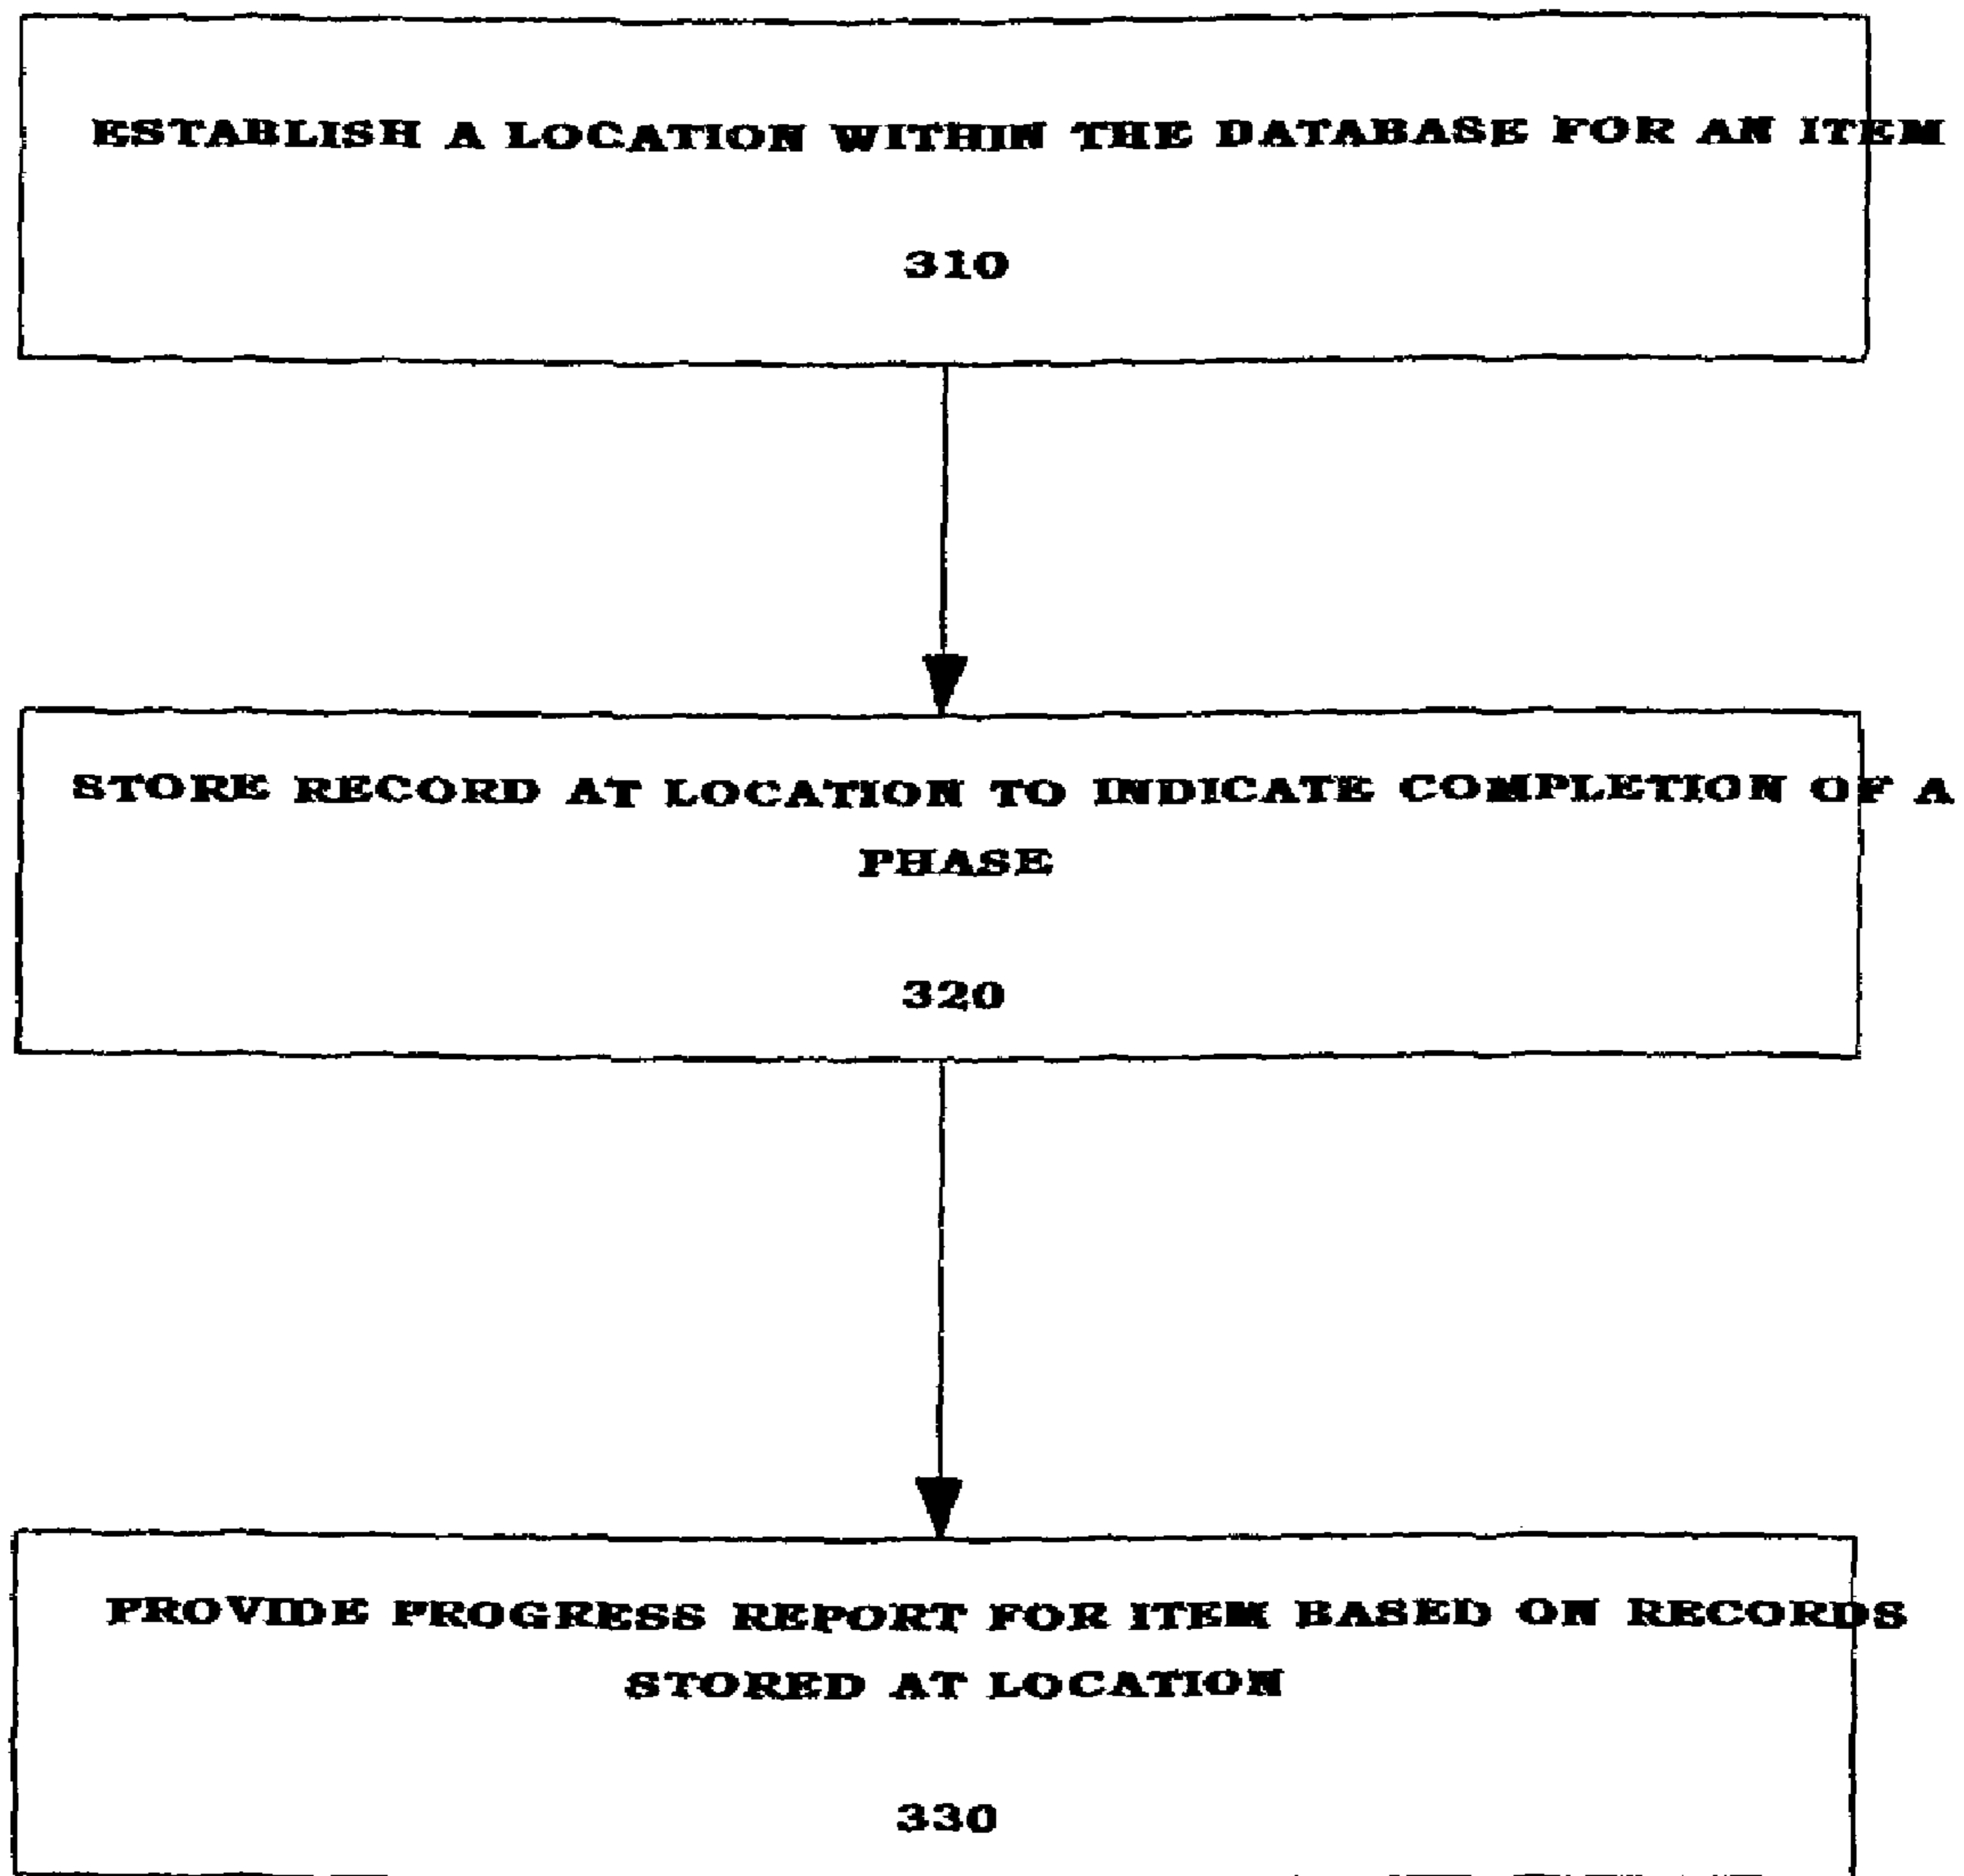 ESTABLISH A LOCATION WITHIN THE DATABASE FOR AN ITEM
310
STORE RECORD AT LOCATION TO INDICATE COMPLETION OF A
PHASE
320
PROVIDE PROGRESS REPORT FOR ITEM BASED ON RECORDS
STORED AT LOCATION
330